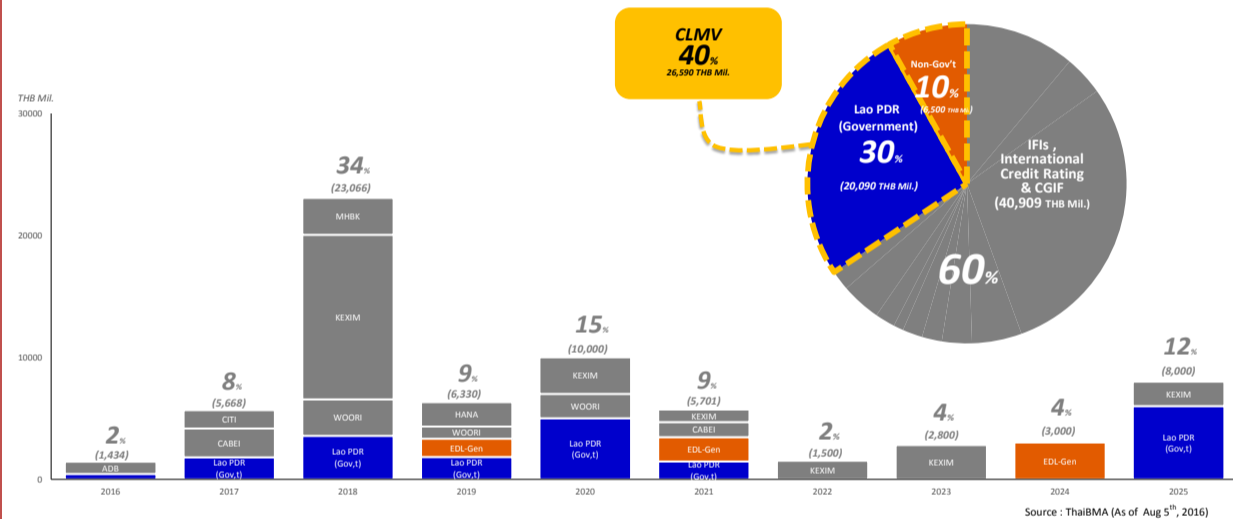 CLMV
40%
26,590 THB Mil.
Non-Gov't
10%
(6,500 THB Mil.)
Lao PDR
(Government)
30%
(20,090 THB Mil.)
IFIs ,
International
Credit Rating
& CGIF
(40,909 THB Mil.)
60%
THB Mil.
30000
20000
10000
0
2%
(1,434)
ADB
2016
8%
(5,668)
CITI
CABEI
Lao PDR
(Gov,t)
2017
34%
(23,066)
MHBK
KEXIM
WOORI
Lao PDR
(Gov,t)
2018
9%
(6,330)
HANA
WOORI
EDL-Gen
Lao PDR
(Gov,t)
2019
15%
(10,000)
KEXIM
WOORI
Lao PDR
(Gov,t)
2020
9%
(5,701)
KEXIM
CABEI
EDL-Gen
Lao PDR
(Gov,t)
2021
2%
(1,500)
KEXIM
2022
4%
(2,800)
KEXIM
2023
4%
(3,000)
EDL-Gen
2024
12%
(8,000)
KEXIM
Lao PDR
(Gov,t)
2025
Source : ThaiBMA (As of Aug 5th, 2016)